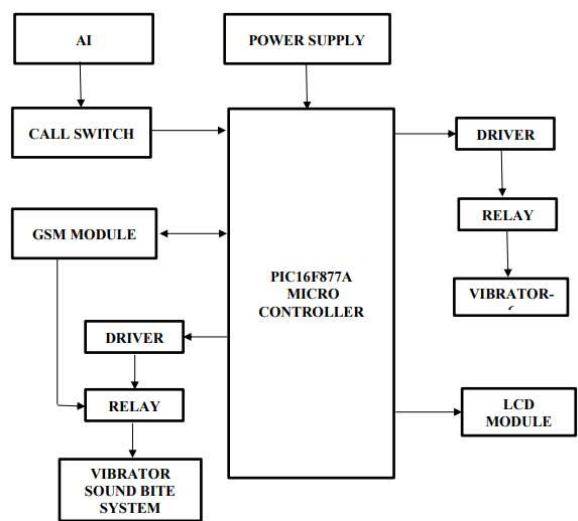 AI
POWER SUPPLY
CALL SWITCH
DRIVER
RELAY
GSM MODULE
PIC16F877A
MICRO
CONTROLLER
VIBRATOR-
DRIVER
RELAY
LCD
MODULE
VIBRATOR
SOUND BITE
SYSTEM